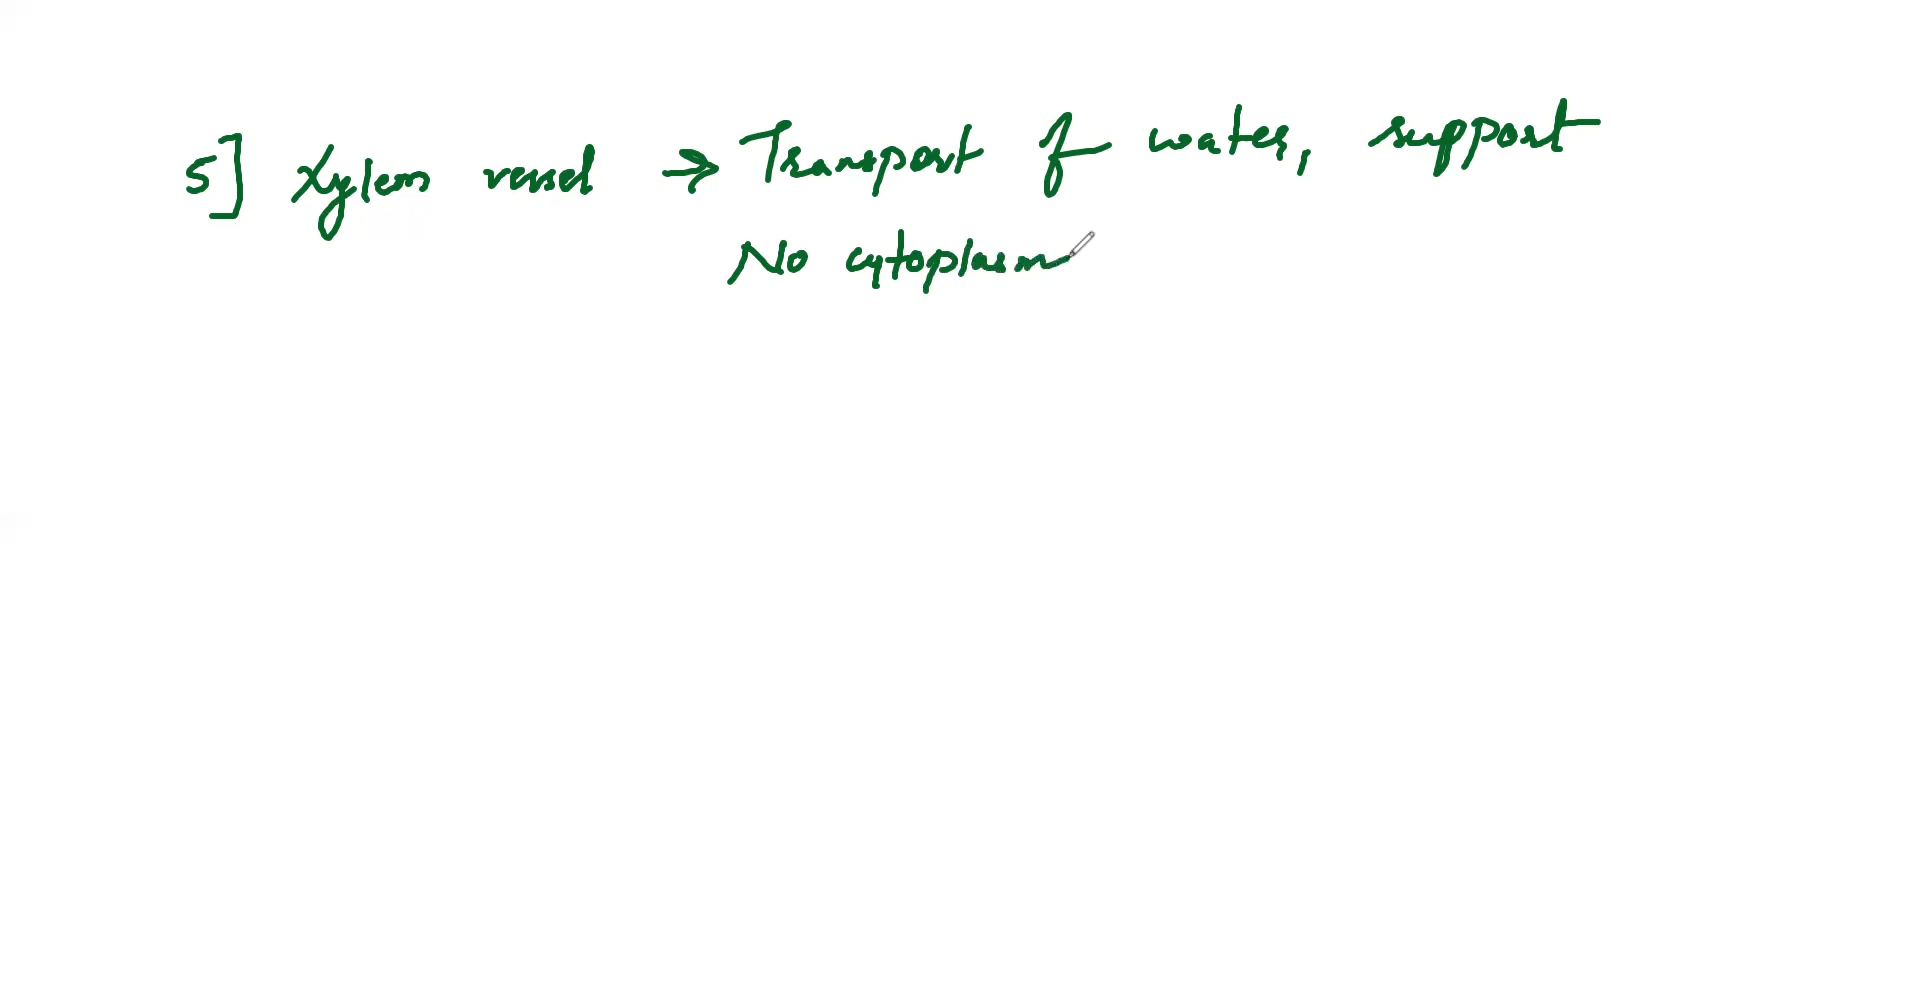 5] Xylem vessel → Transport of water, support
No cytoplasm